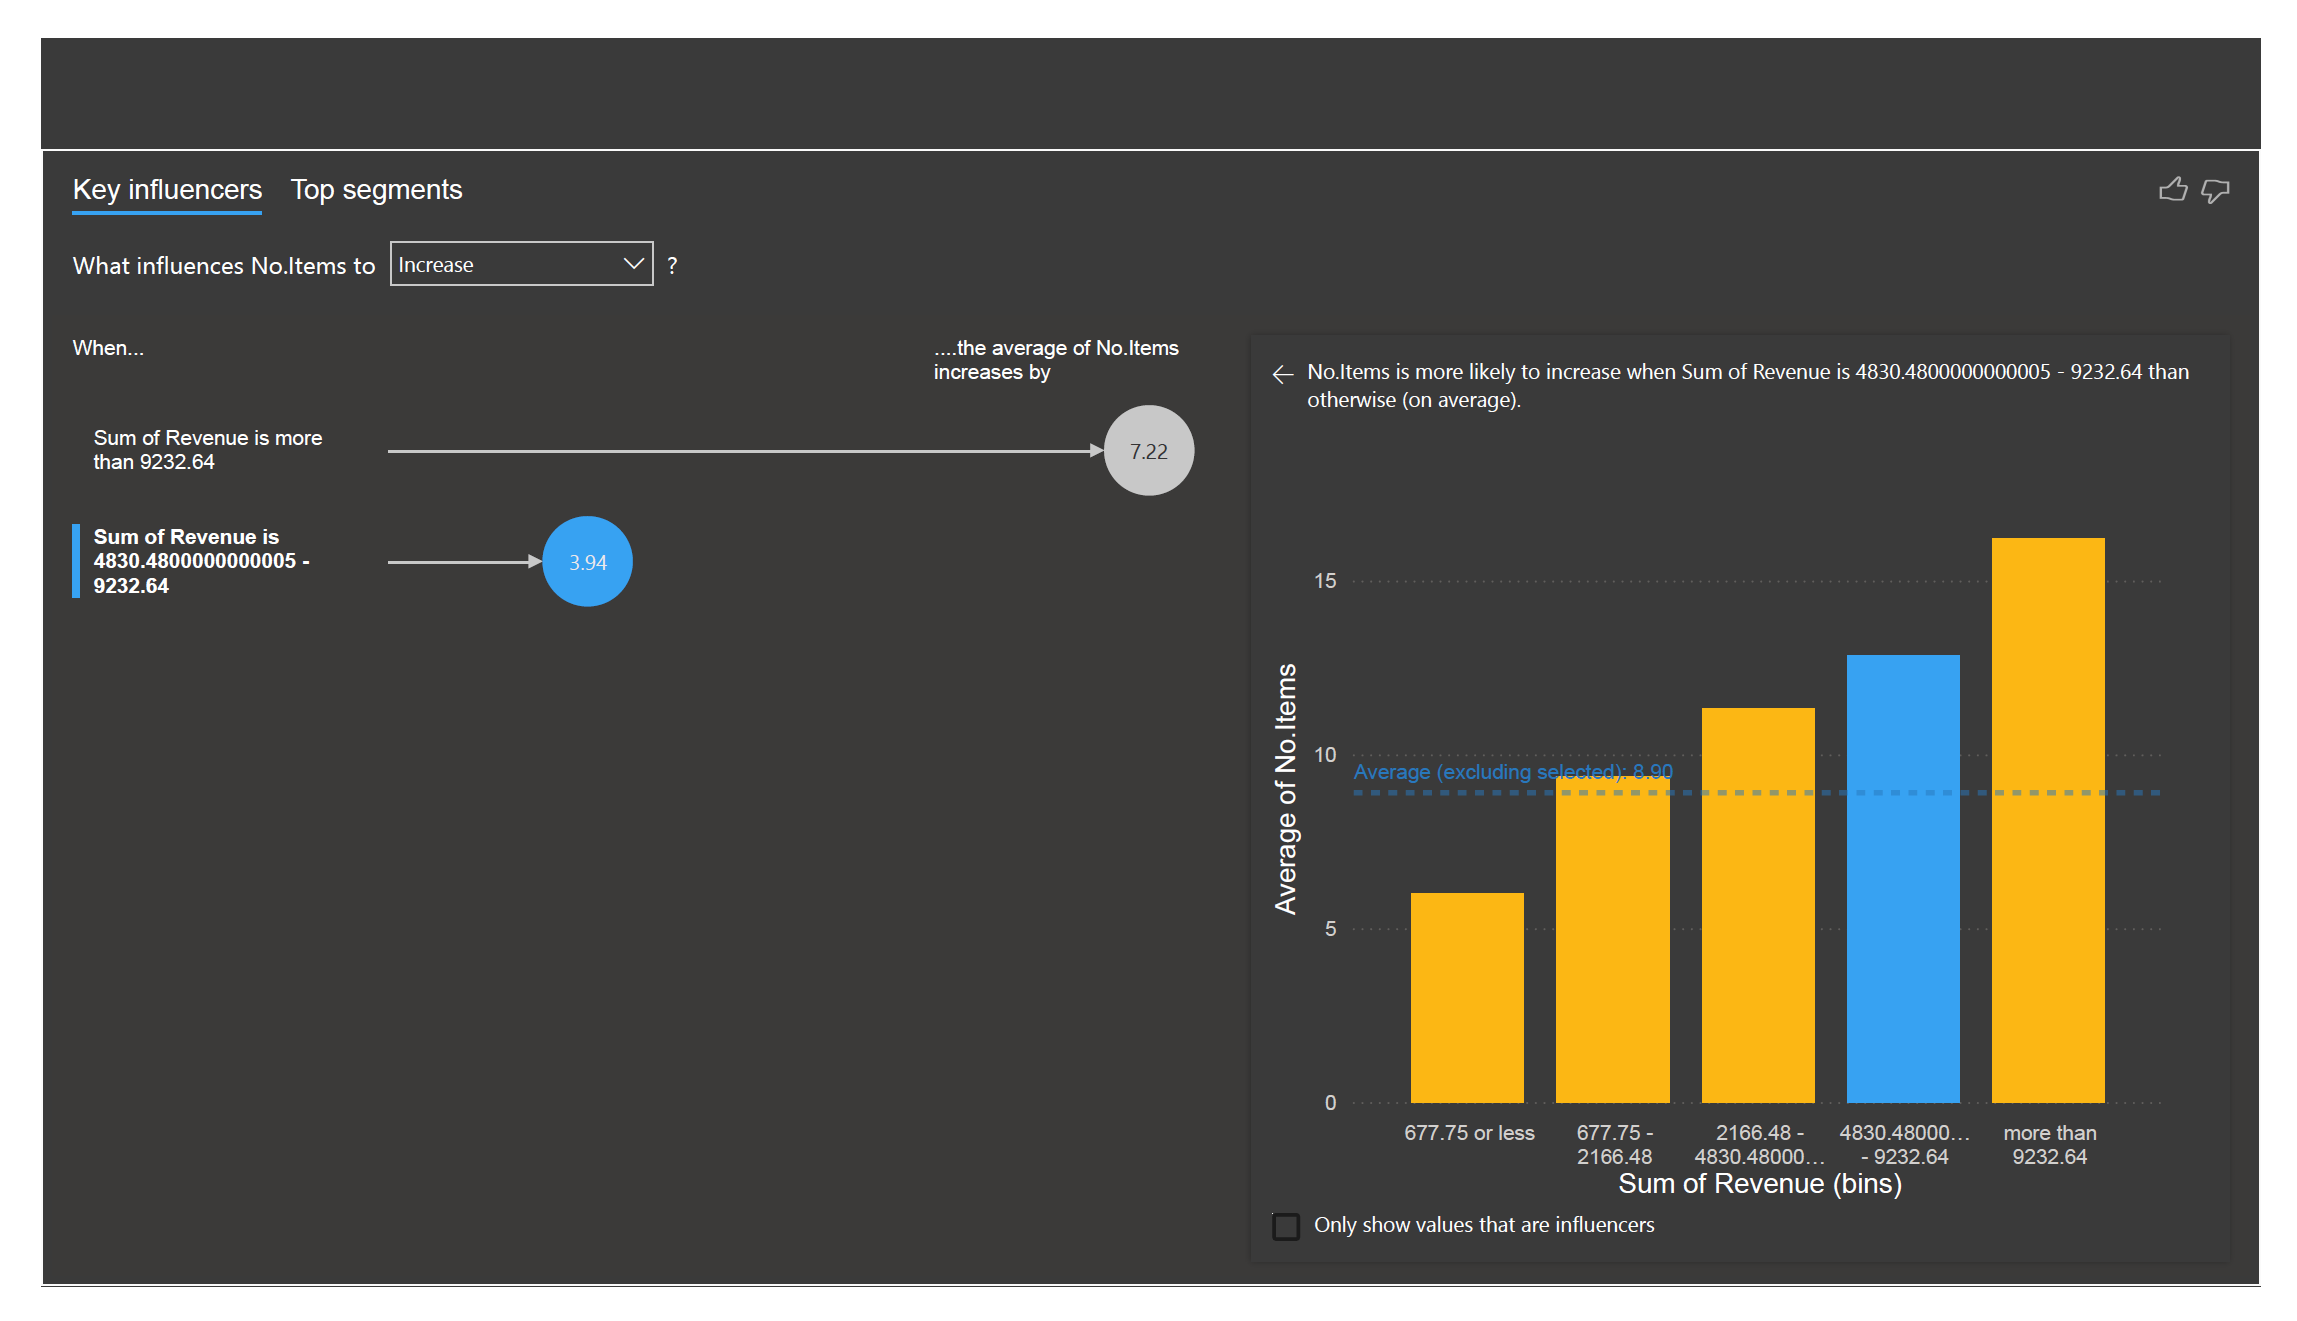 Key influencers Top segments
What influences No.Items to Increase ?
When...
....the average of No.Items
increases by
Sum of Revenue is more
than 9232.64
7.22
Sum of Revenue is
4830.4800000000005 -
9232.64
3.94
No.Items is more likely to increase when Sum of Revenue is 4830.4800000000005 - 9232.64 than
otherwise (on average).
Average of No.Items
15
10
5
0
Average (excluding selected): 8.90
677.75 or less
677.75 -
2166.48
2166.48 -
4830.48000...
4830.48000...
- 9232.64
more than
9232.64
Sum of Revenue (bins)
Only show values that are influencers